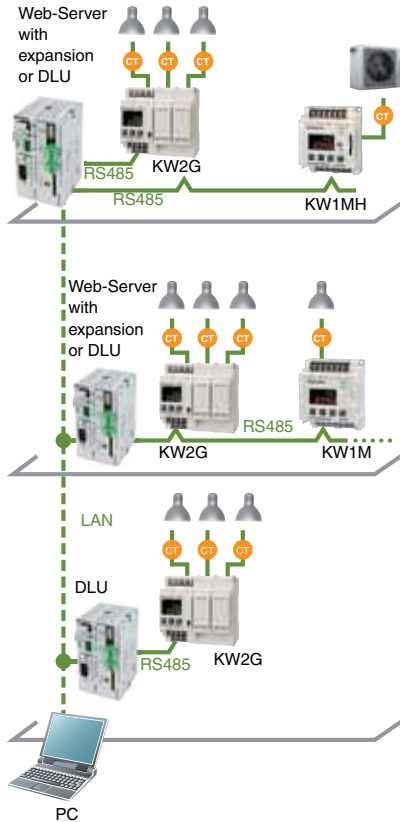 Web-Server
with
expansion
or DLU
CT
CT
CT
CT
KW2G
RS485
RS485
KW1MH
Web-Server
with
expansion
or DLU
CT
CT
CT
CT
RS485
KW2G
KW1M
LAN
CT
CT
CT
DLU
RS485
KW2G
PC